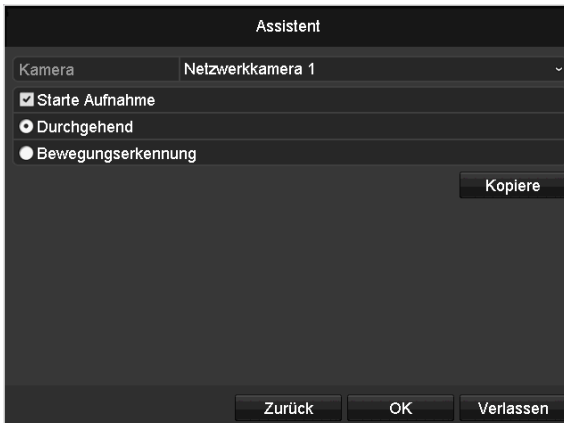 Assistent
Kamera Netzwerkkamera 1
Starte Aufnahme
Durchgehend
Bewegungserkennung
Kopiere
Zurück OK Verlassen